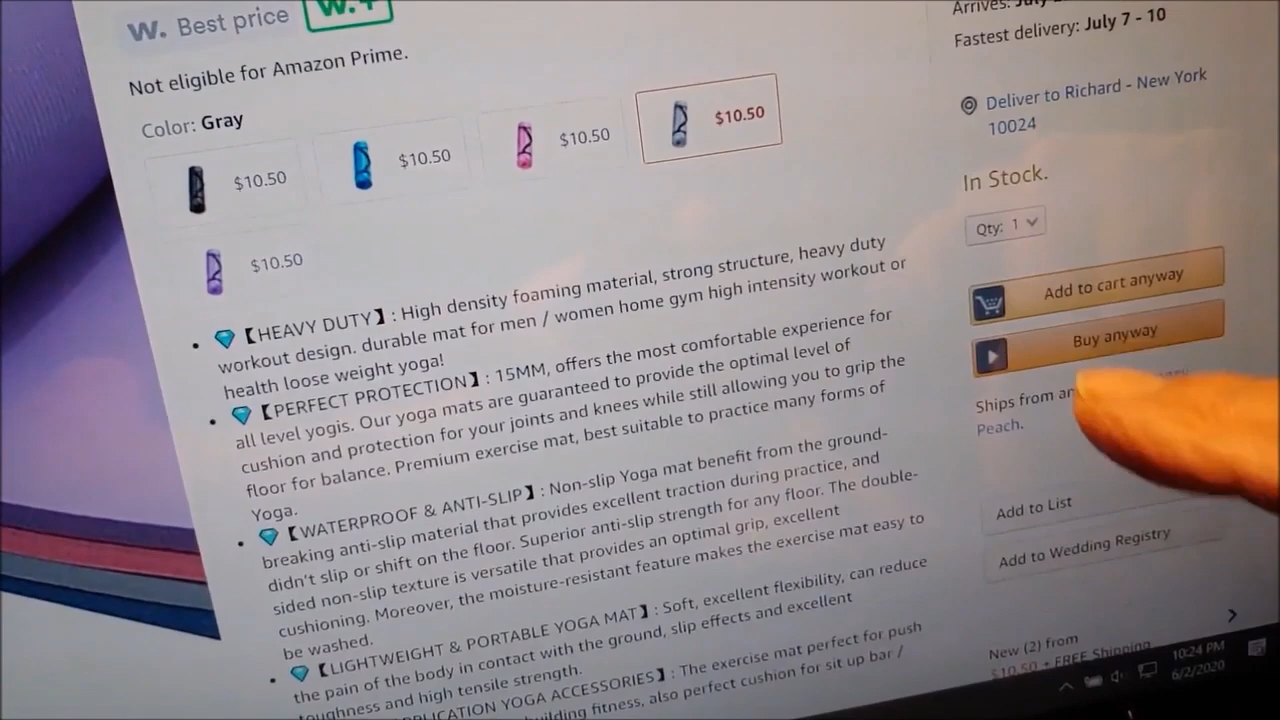 w. Best price
W.+
Not eligible for Amazon Prime.
Color: Gray
$10.50
$10.50
$10.50
$10.50
$10.50
【HEAVY DUTY】: High density foaming material, strong structure, heavy duty
workout design. durable mat for men / women home gym high intensity workout or
health loose weight yoga!
【PERFECT PROTECTION】: 15MM, offers the most comfortable experience for
all level yogis. Our yoga mats are guaranteed to provide the optimal level of
cushion and protection for your joints and knees while still allowing you to grip the
floor for balance. Premium exercise mat, best suitable to practice many forms of
Yoga.
【WATERPROOF & ANTI-SLIP】: Non-slip Yoga mat benefit from the ground-
breaking anti-slip material that provides excellent traction during practice, and
didn't slip or shift on the floor. Superior anti-slip strength for any floor. The double-
sided non-slip texture is versatile that provides an optimal grip, excellent
cushioning. Moreover, the moisture-resistant feature makes the exercise mat easy to
be washed.
【LIGHTWEIGHT & PORTABLE YOGA MAT】: Soft, excellent flexibility, can reduce
the pain of the body in contact with the ground, slip effects and excellent
toughness and high tensile strength.
YOGA ACCESSORIES】: The exercise mat perfect for push
building fitness, also perfect cushion for sit up bar /
Arrives: July
Fastest delivery: July 7 - 10
Deliver to Richard - New York
10024
In Stock.
Qty: 1
Add to cart anyway
Buy anyway
Ships from
Peach.
Add to List
Add to Wedding Registry
New (2) from
$10.50 + FREE Shipping
10:24 PM
6/2/2020